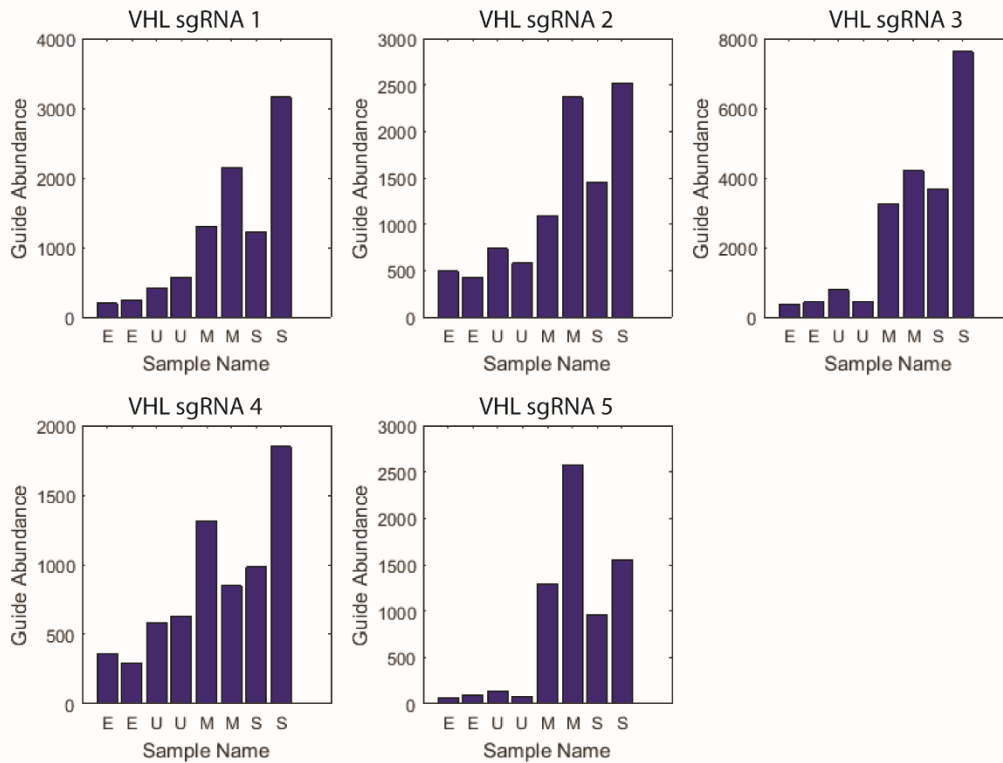 VHL sgRNA 1
4000
3000
2000
1000
0
Guide Abundance
E E U U M M S S
Sample Name
VHL sgRNA 2
3000
2500
2000
1500
1000
500
0
Guide Abundance
E E U U M M S S
Sample Name
VHL sgRNA 3
8000
6000
4000
2000
0
Guide Abundance
E E U U M M S S
Sample Name
VHL sgRNA 4
2000
1500
1000
500
0
Guide Abundance
E E U U M M S S
Sample Name
VHL sgRNA 5
3000
2500
2000
1500
1000
500
0
Guide Abundance
E E U U M M S S
Sample Name